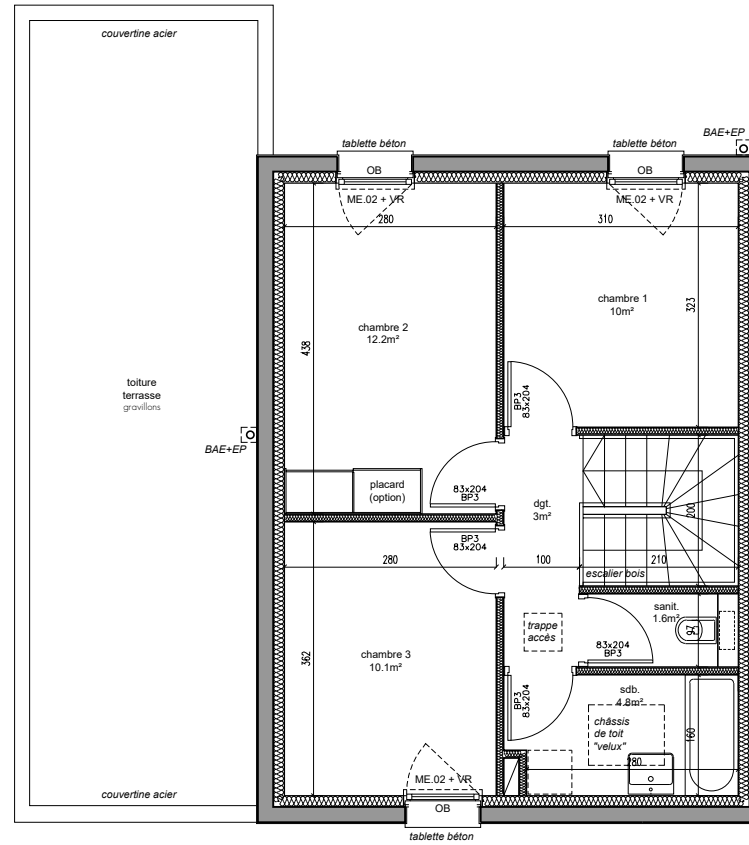 couvertine acier
BAE+EP
tablette béton
tablette béton
OB
OB
ME.02 + VR
ME.02 + VR
280
310
chambre 1
10m²
323
chambre 2
12.2m²
438
BP3
83x204
toiture
terrasse
gravillons
BAE+EP
placard
(option)
83x204
BP3
dgt.
3m²
200
BP3
83x204
280
100
210
escalier bois
sanit.
1.6m²
97
trappe
accès
83x204
BP3
chambre 3
10.1m²
362
BP3
83x204
sdb.
4.8m²
châssis
de toit
"velux"
160
280
ME.02 + VR
OB
couvertine acier
tablette béton